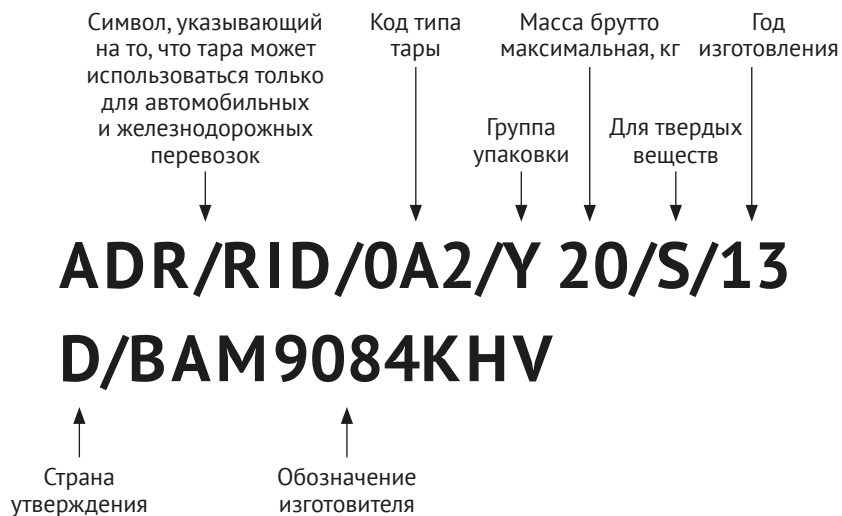 Символ, указывающий
на то, что тара может
использоваться только
для автомобильных
и железнодорожных
перевозок
Код типа
тары
Группа
упаковки
Масса брутто
максимальная, кг
Для твердых
веществ
Год
изготовления
ADR/RID/0A2/Y 20/S/13
D/BAM9084KHV
Страна
утверждения
Обозначение
изготовителя